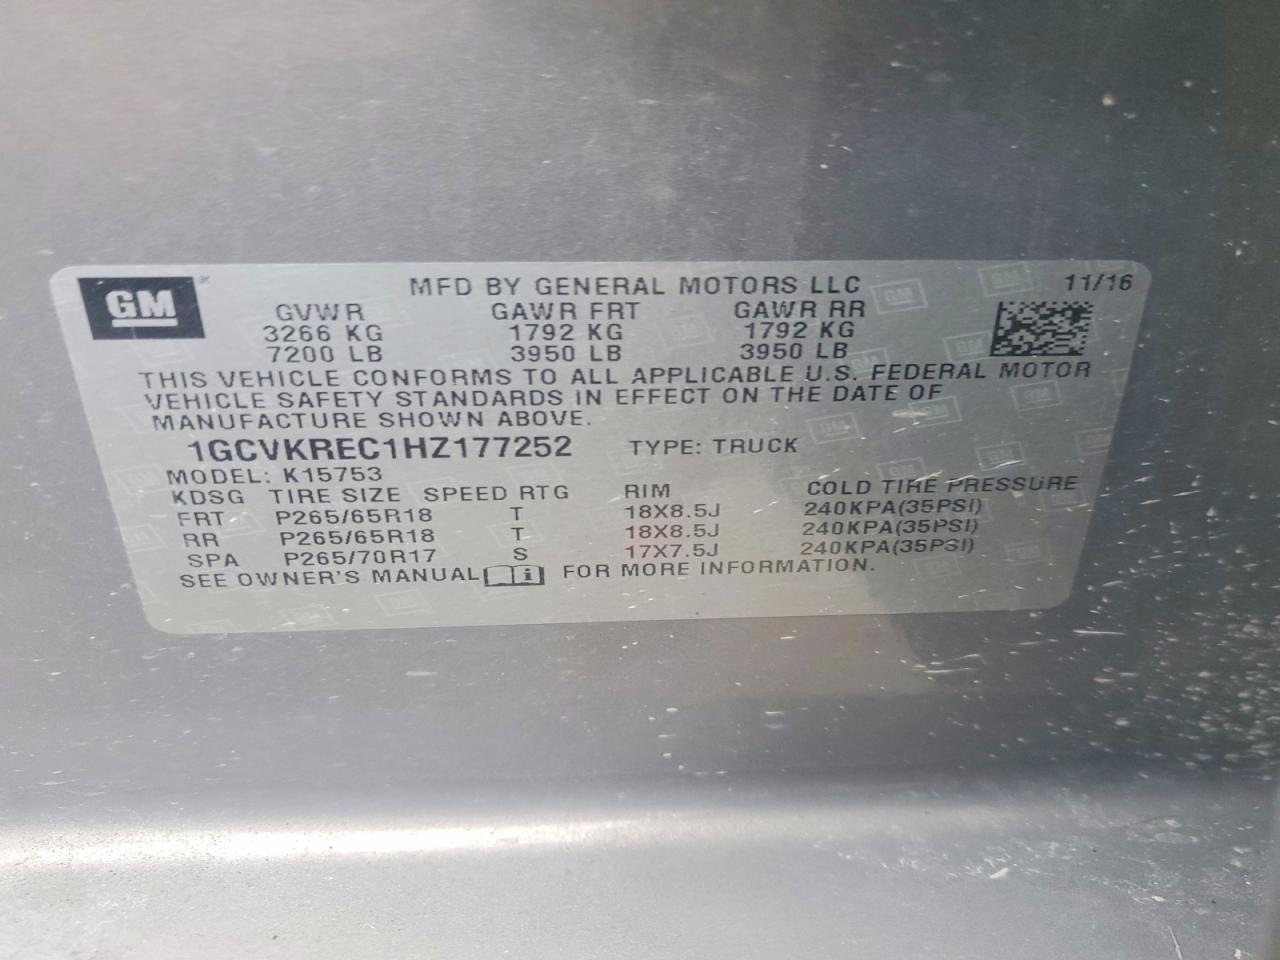 GM MFD BY GENERAL MOTORS LLC 11/16
GVWR GAWR FRT GAWR RR
3266 KG 1792 KG 1792 KG
7200 LB 3950 LB 3950 LB
THIS VEHICLE CONFORMS TO ALL APPLICABLE U.S. FEDERAL MOTOR
VEHICLE SAFETY STANDARDS IN EFFECT ON THE DATE OF
MANUFACTURE SHOWN ABOVE.
1GCVKREC1HZ177252 TYPE: TRUCK
MODEL: K15753
KDSG TIRE SIZE SPEED RTG RIM COLD TIRE PRESSURE
FRT P265/65R18 T 18X8.5J 240KPA(35PSI)
RR P265/65R18 T 18X8.5J 240KPA(35PSI)
SPA P265/70R17 S 17X7.5J 240KPA(35PSI)
SEE OWNER'S MANUAL i FOR MORE INFORMATION.